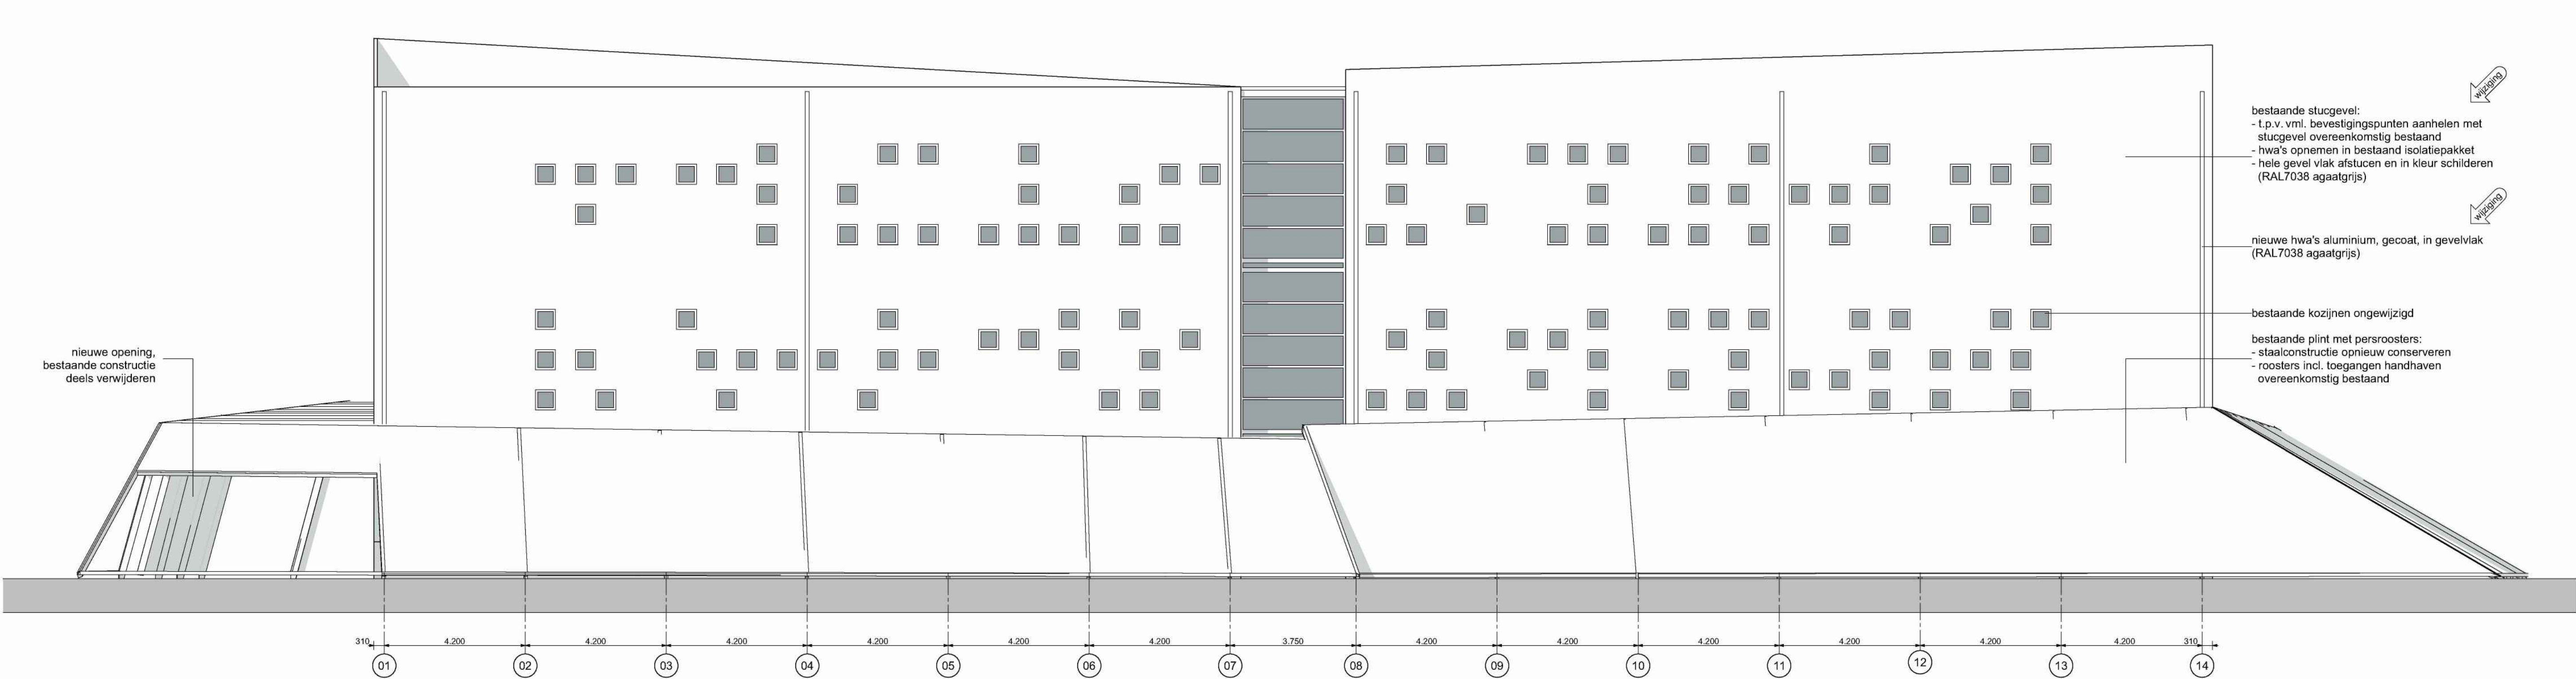 wijziging
bestaande stucgevel:
- t.p.v. vml. bevestigingspunten aanhelen met
stucgevel overeenkomstig bestaand
- hwa's opnemen in bestaand isolatiepakket
- hele gevel vlak afstucen en in kleur schilderen
(RAL7038 agaatgrijs)
wijziging
nieuwe hwa's aluminium, gecoat, in gevelvlak
(RAL7038 agaatgrijs)
bestaande kozijnen ongewijzigd
bestaande plint met persroosters:
- staalconstructie opnieuw conserveren
- roosters incl. toegangen handhaven
overeenkomstig bestaand
nieuwe opening,
bestaande constructie
deels verwijderen
310 4.200 4.200 4.200 4.200 4.200 4.200 3.750 4.200 4.200 4.200 4.200 4.200 4.200 310
01 02 03 04 05 06 07 08 09 10 11 12 13 14